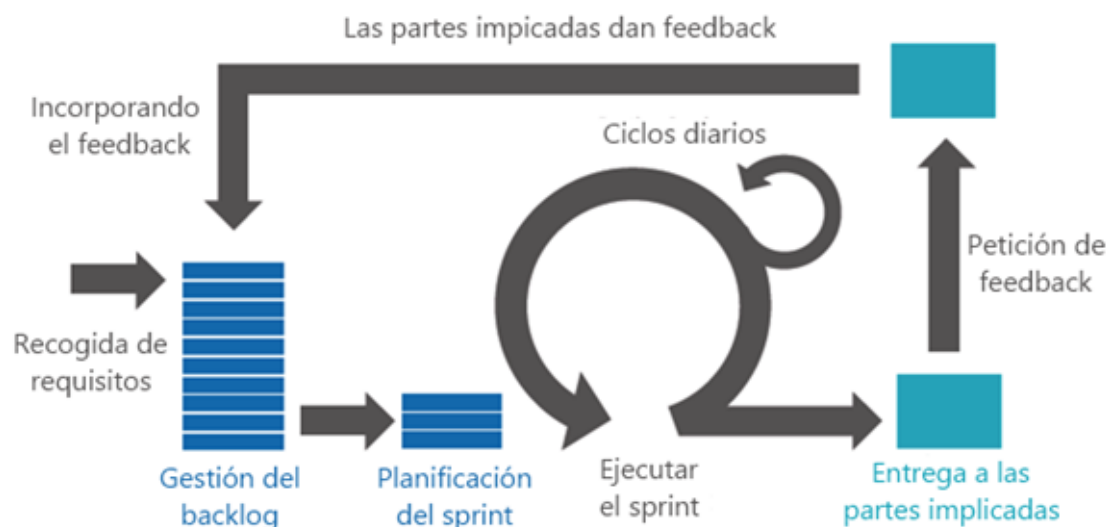 Las partes impicadas dan feedback
Incorporando
el feedback
Ciclos diarios
Petición de
feedback
Recogida de
requisitos
Gestión del
backlog
Planificación
del sprint
Ejecutar
el sprint
Entrega a las
partes implicadas